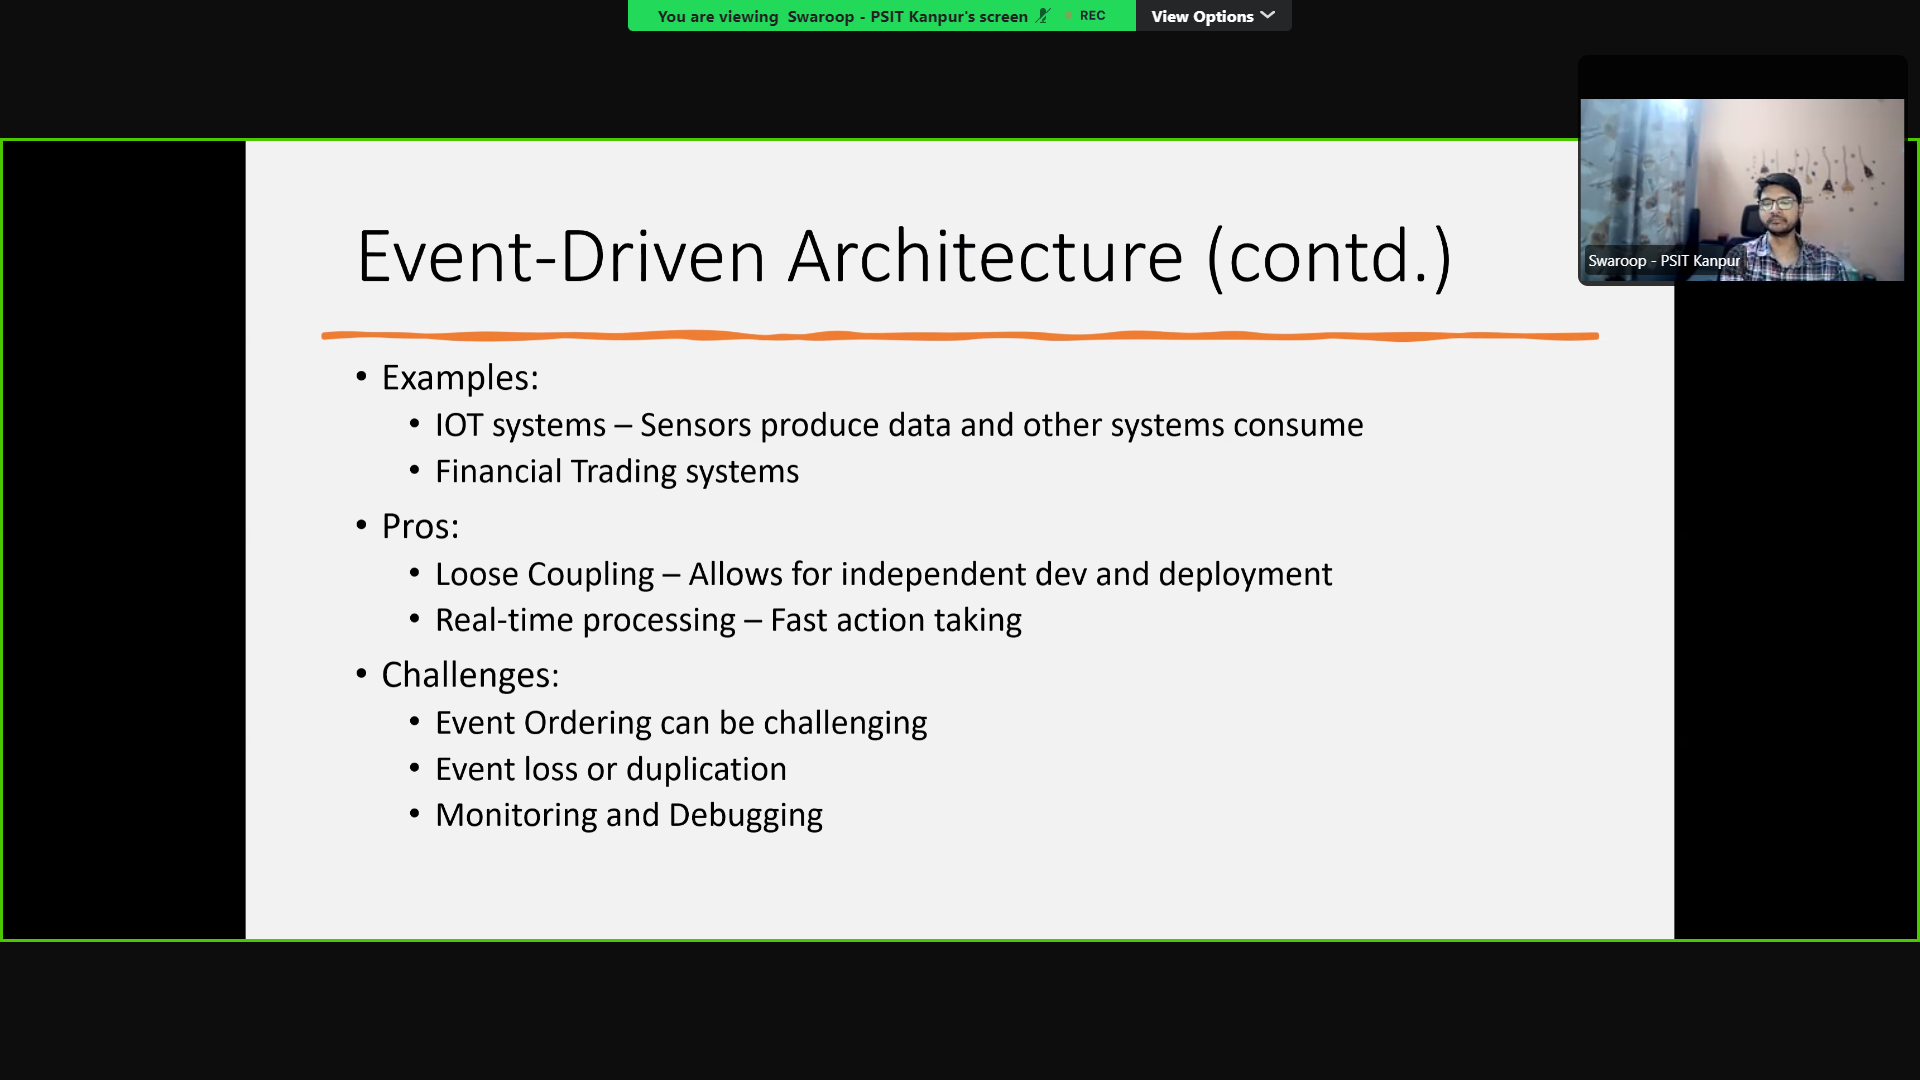 You are viewing Swaroop - PSIT Kanpur's screen REC View Options
Swaroop - PSIT Kanpur
Event-Driven Architecture (contd.)
• Examples:
• IOT systems – Sensors produce data and other systems consume
• Financial Trading systems
• Pros:
• Loose Coupling – Allows for independent dev and deployment
• Real-time processing – Fast action taking
• Challenges:
• Event Ordering can be challenging
• Event loss or duplication
• Monitoring and Debugging